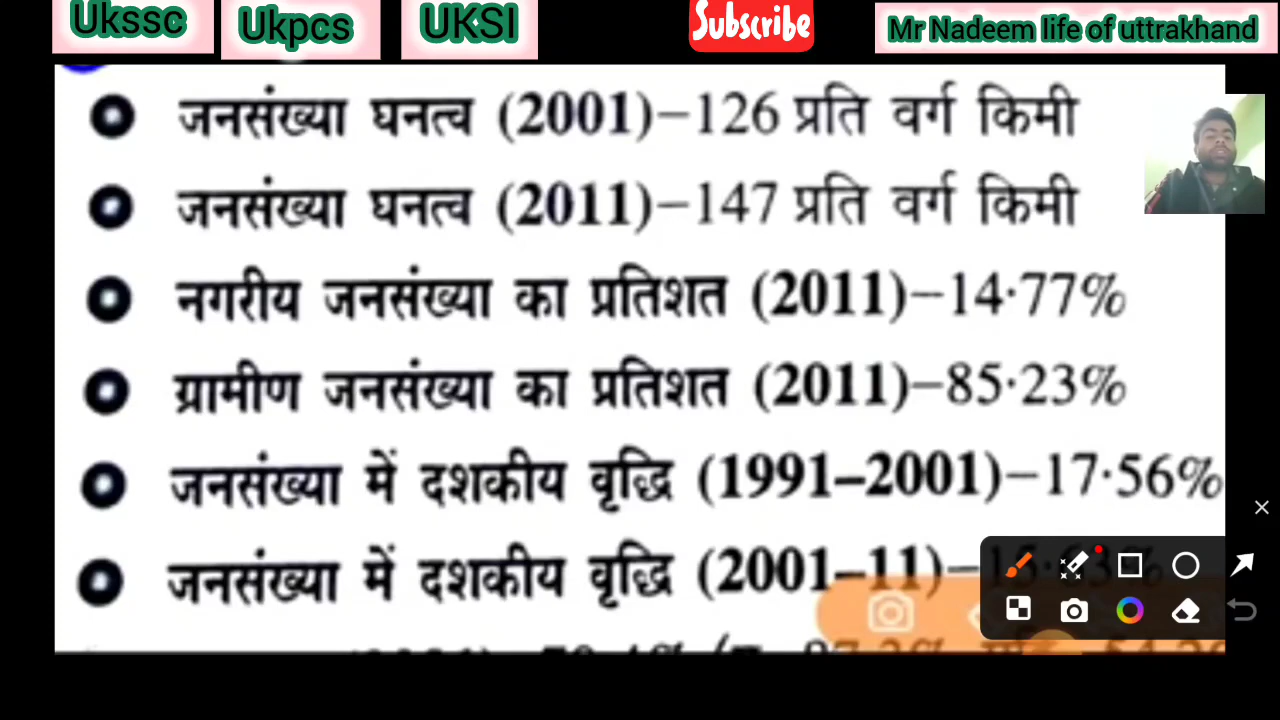 Ukssc Ukpcs UKSI Subscribe Mr Nadeem life of uttrakhand
जनसंख्या घनत्व (2001)–126 प्रति वर्ग किमी
जनसंख्या घनत्व (2011)–147 प्रति वर्ग किमी
नगरीय जनसंख्या का प्रतिशत (2011)–14·77%
ग्रामीण जनसंख्या का प्रतिशत (2011)–85·23%
जनसंख्या में दशकीय वृद्धि (1991–2001)–17·56%
जनसंख्या में दशकीय वृद्धि (2001–11)–